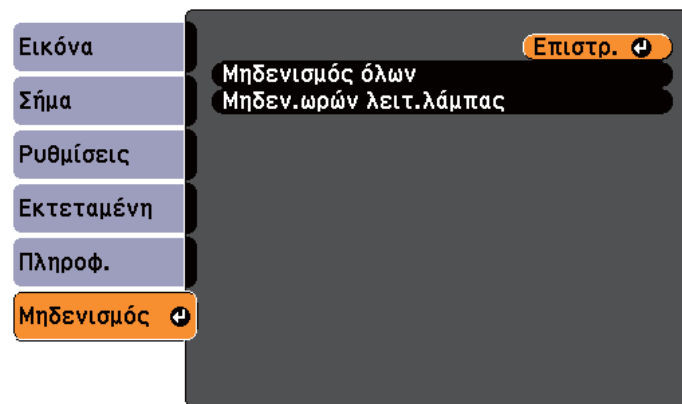 Εικόνα
Σήμα
Ρυθμίσεις
Εκτεταμένη
Πληροφ.
Μηδενισμός
Επιστρ.
Μηδενισμός όλων
Μηδεν.ωρών λειτ.λάμπας